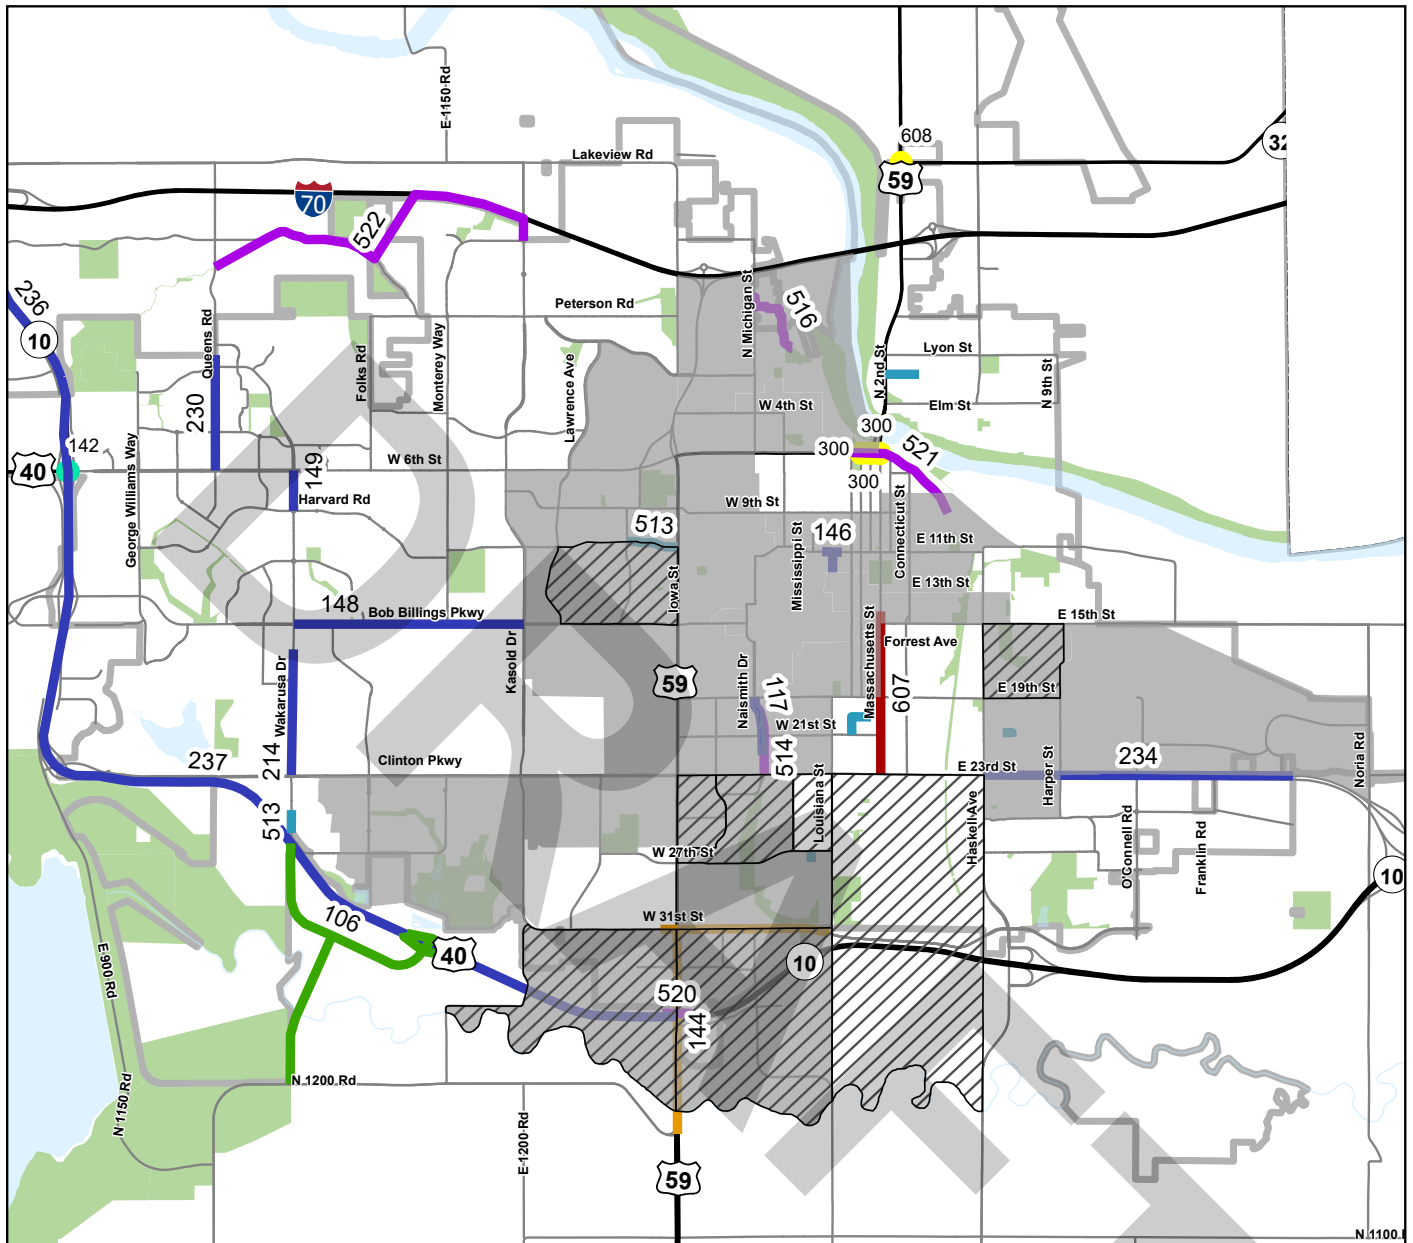 E 1150 Rd
608
32
Lakeview Rd
59
70
522
236
N Michigan St
516
Peterson Rd
10
Queens Rd
Folks Rd
Monterey Way
Lawrence Ave
N 2nd St
Lyon St
N 9th St
230
W 4th St
Elm St
142
George Williams Way
300
40
149
W 6th St
300
521
Harvard Rd
300
W 9th St
513
Mississippi St
146
Connecticut St
E 11th St
Iowa St
E 13th St
148
Bob Billings Pkwy
Massachusetts St
E 15th St
Kasold Dr
Forrest Ave
Wakarusa Dr
59
Naismith Dr
117
607
E 19th St
W 21st St
237
214
Clinton Pkwy
514
E 23rd St
234
Noria Rd
513
Louisiana St
Harper St
Haskell Ave
O'Connell Rd
Franklin Rd
W 27th St
10
106
W 31st St
40
10
E 900 Rd
520
144
N 1200 Rd
N 1150 Rd
E 1200 Rd
59
N 1100
DRAFT